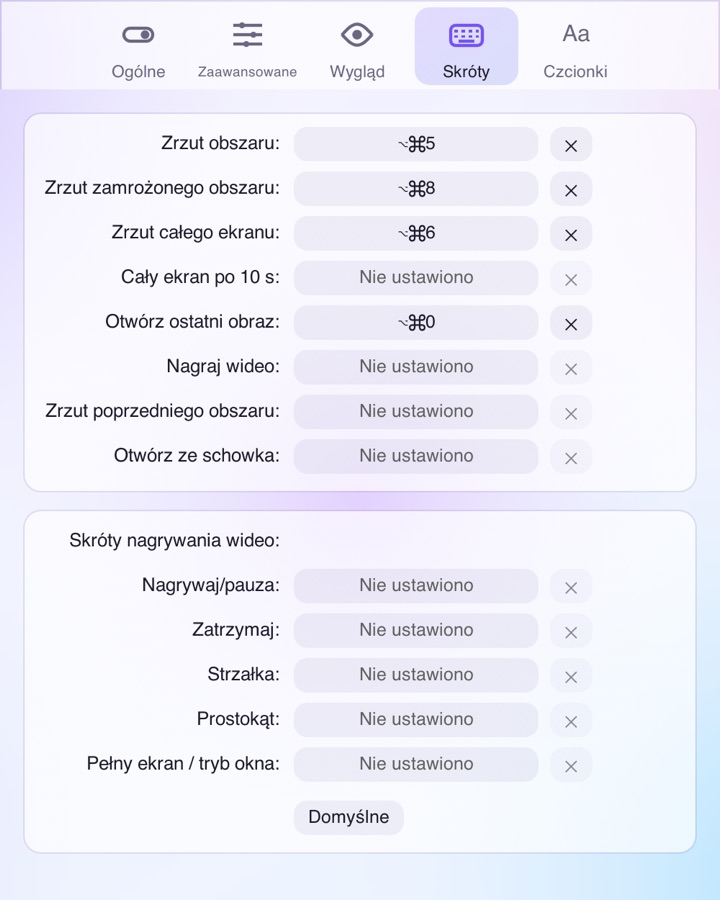 Aa
Ogólne Zaawansowane Wygląd Skróty Czcionki
Zrzut obszaru: ⌥⌘5
Zrzut zamrożonego obszaru: ⌥⌘8
Zrzut całego ekranu: ⌥⌘6
Cały ekran po 10 s: Nie ustawiono
Otwórz ostatni obraz: ⌥⌘0
Nagraj wideo: Nie ustawiono
Zrzut poprzedniego obszaru: Nie ustawiono
Otwórz ze schowka: Nie ustawiono
Skróty nagrywania wideo:
Nagrywaj/pauza: Nie ustawiono
Zatrzymaj: Nie ustawiono
Strzałka: Nie ustawiono
Prostokąt: Nie ustawiono
Pełny ekran / tryb okna: Nie ustawiono
Domyślne